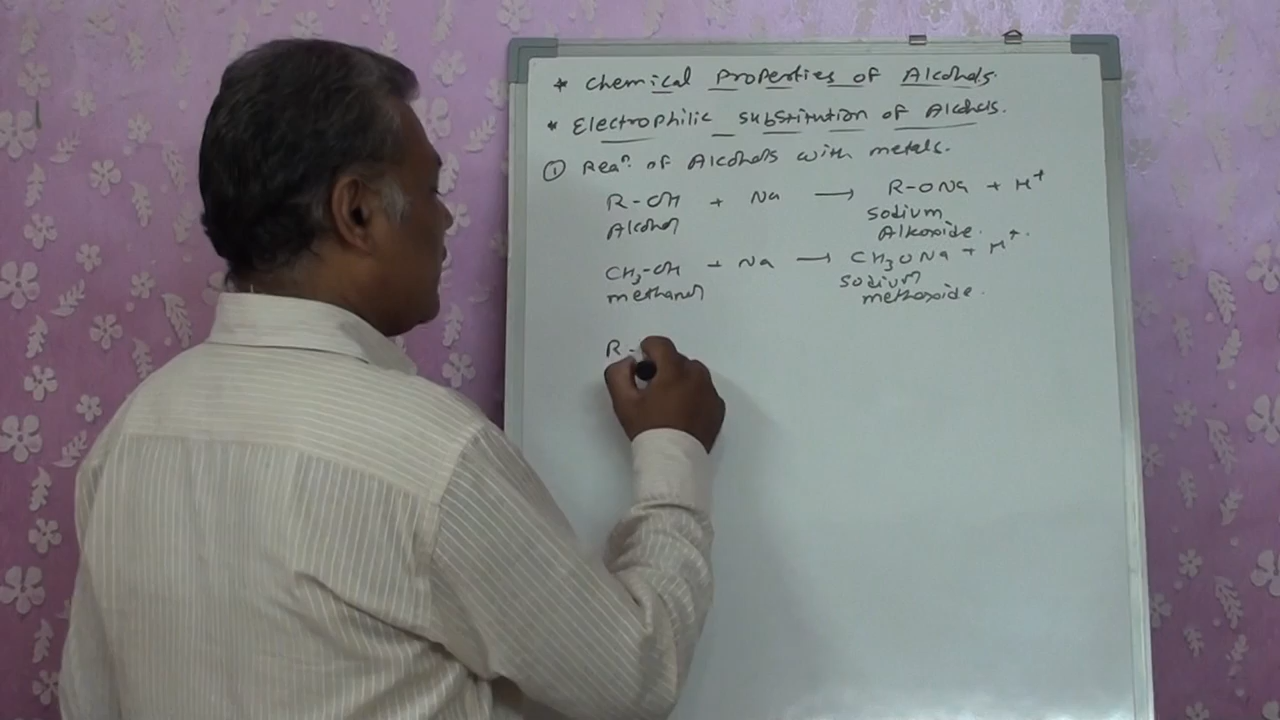 * Chemical Properties of Alcohols.
* Electrophilic substitution of Alcohols.
① Reaⁿ. of Alcohols with metals.
R-OH + Na → R-ONa + H⁺
Alcohol sodium Alkoxide.
CH₃-OH + Na → CH₃ONa + H⁺.
methanol sodium methoxide.
R-